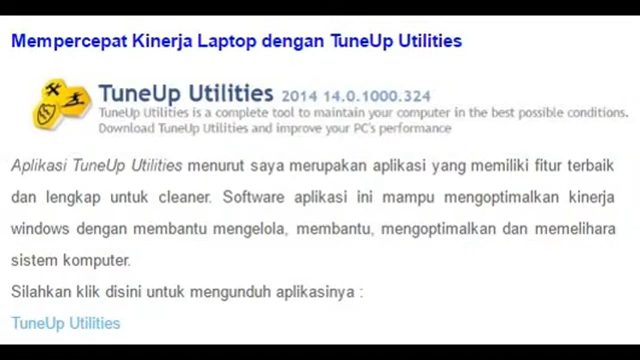 Mempercepat Kinerja Laptop dengan TuneUp Utilities
TuneUp Utilities 2014 14.0.1000.324
TuneUp Utilities is a complete tool to maintain your computer in the best possible conditions.
Download TuneUp Utilities and improve your PC's performance
Aplikasi TuneUp Utilities menurut saya merupakan aplikasi yang memiliki fitur terbaik
dan lengkap untuk cleaner. Software aplikasi ini mampu mengoptimalkan kinerja
windows dengan membantu mengelola, membantu, mengoptimalkan dan memelihara
sistem komputer.
Silahkan klik disini untuk mengunduh aplikasinya :
TuneUp Utilities